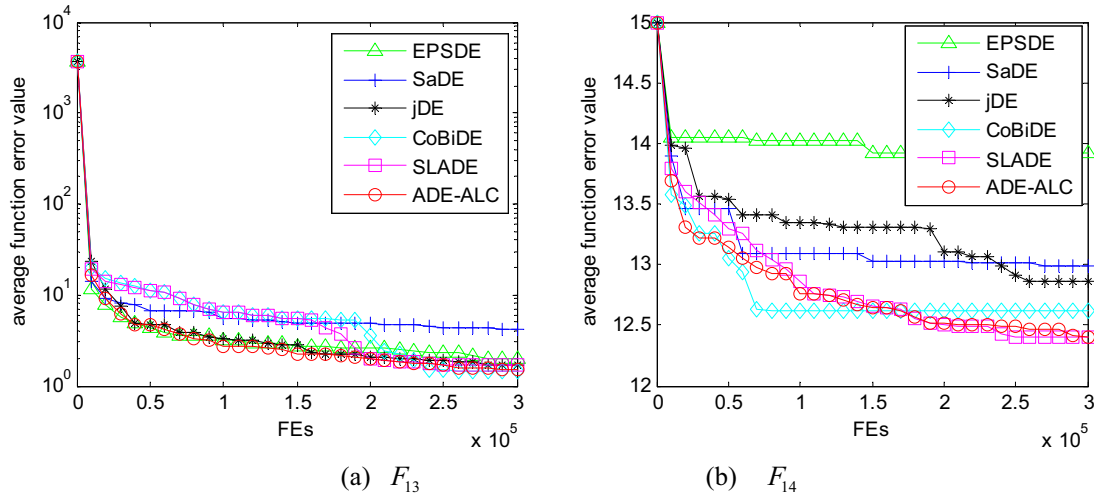 average function error value
10^4
10^3
10^2
10^1
10^0
0
0.5
1
1.5
2
2.5
3
x 10^5
FEs
EPSDE
SaDE
jDE
CoBiDE
SLADE
ADE-ALC
(a) F_13
average function error value
15
14.5
14
13.5
13
12.5
12
0
0.5
1
1.5
2
2.5
3
x 10^5
FEs
EPSDE
SaDE
jDE
CoBiDE
SLADE
ADE-ALC
(b) F_14